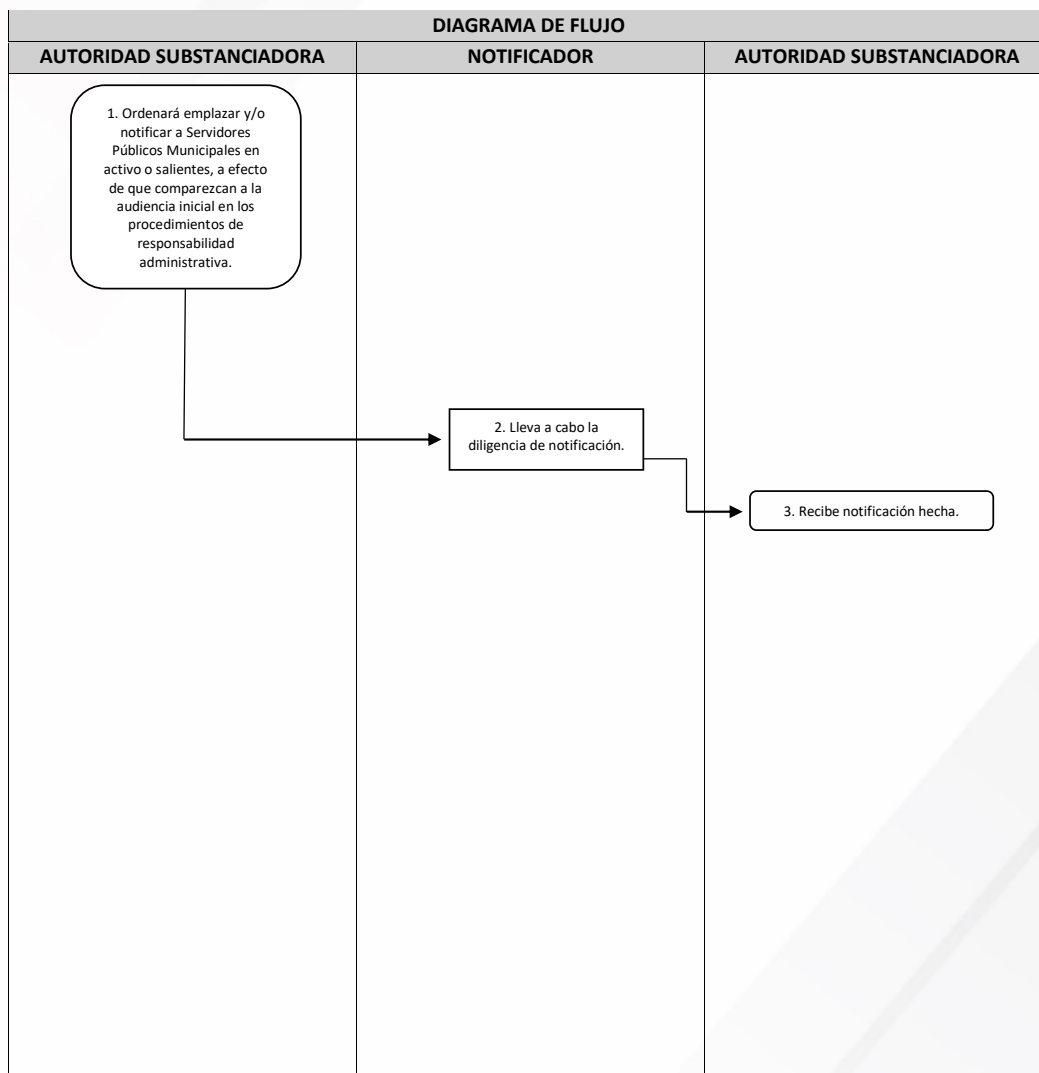 DIAGRAMA DE FLUJO
AUTORIDAD SUBSTANCIADORA
NOTIFICADOR
AUTORIDAD SUBSTANCIADORA
1. Ordenará emplazar y/o
notificar a Servidores
Públicos Municipales en
activo o salientes, a efecto
de que comparezcan a la
audiencia inicial en los
procedimientos de
responsabilidad
administrativa.
2. Lleva a cabo la
diligencia de notificación.
3. Recibe notificación hecha.